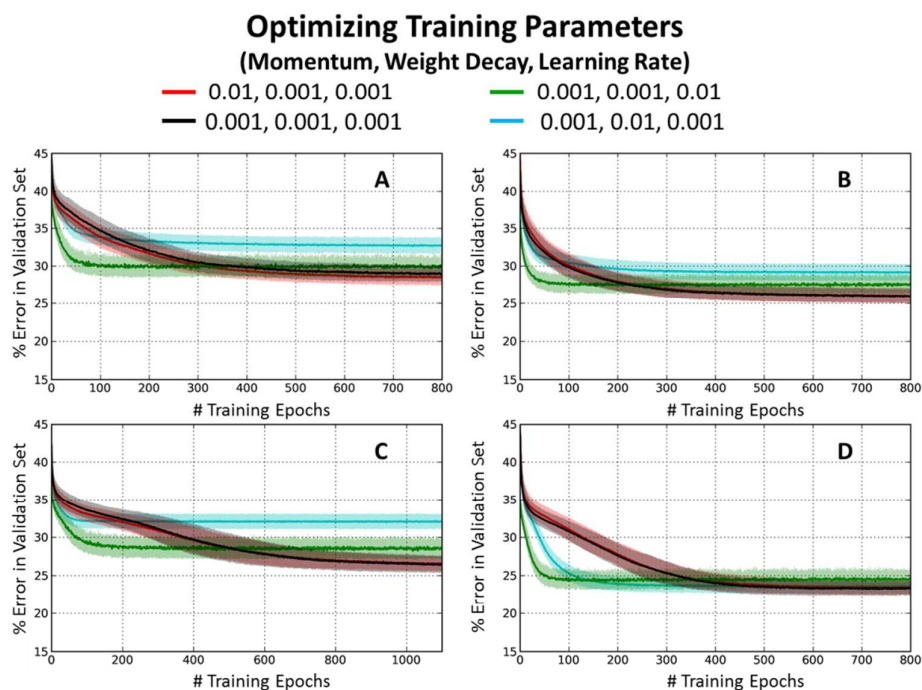 Optimizing Training Parameters
(Momentum, Weight Decay, Learning Rate)
0.01, 0.001, 0.001
0.001, 0.001, 0.01
0.001, 0.001, 0.001
0.001, 0.01, 0.001
% Error in Validation Set
45
40
35
30
25
20
15
A
0 100 200 300 400 500 600 700 800
# Training Epochs
% Error in Validation Set
45
40
35
30
25
20
15
B
0 100 200 300 400 500 600 700 800
# Training Epochs
% Error in Validation Set
45
40
35
30
25
20
15
C
0 200 400 600 800 1000
# Training Epochs
% Error in Validation Set
45
40
35
30
25
20
15
D
0 100 200 300 400 500 600 700 800
# Training Epochs